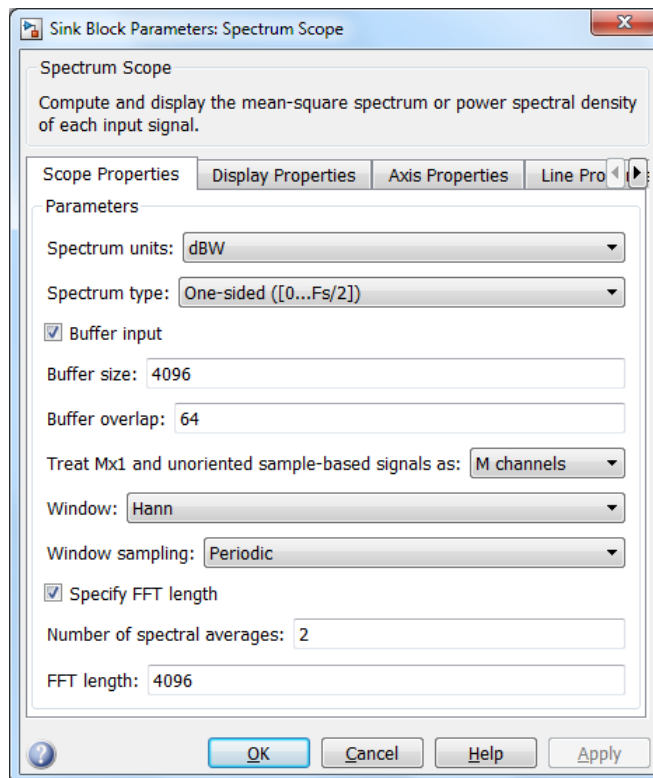 Sink Block Parameters: Spectrum Scope
Spectrum Scope
Compute and display the mean-square spectrum or power spectral density
of each input signal.
Scope Properties
Display Properties
Axis Properties
Line Pro
Parameters
Spectrum units: dBW
Spectrum type: One-sided ([0...Fs/2])
Buffer input
Buffer size: 4096
Buffer overlap: 64
Treat Mx1 and unoriented sample-based signals as: M channels
Window: Hann
Window sampling: Periodic
Specify FFT length
Number of spectral averages: 2
FFT length: 4096
OK
Cancel
Help
Apply